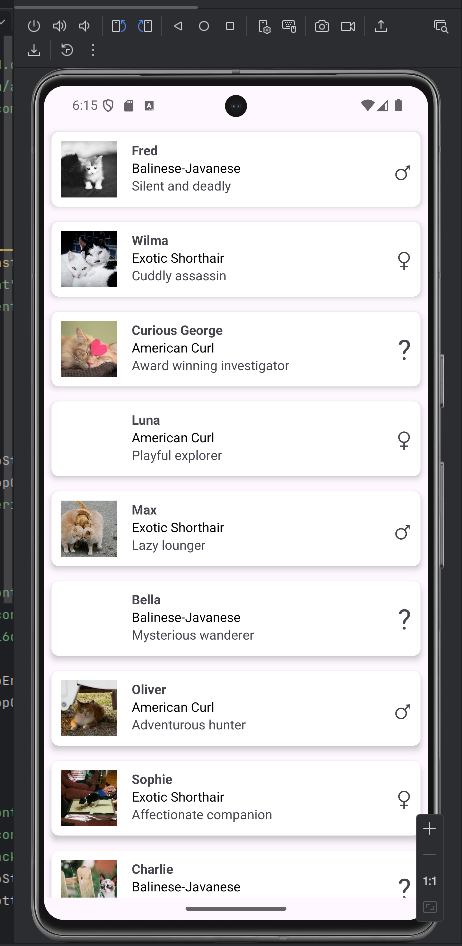 6:15
Fred
Balinese-Javanese
Silent and deadly
♂
Wilma
Exotic Shorthair
Cuddly assassin
♀
Curious George
American Curl
Award winning investigator
?
Luna
American Curl
Playful explorer
♀
Max
Exotic Shorthair
Lazy lounger
♂
Bella
Balinese-Javanese
Mysterious wanderer
?
Oliver
American Curl
Adventurous hunter
♂
Sophie
Exotic Shorthair
Affectionate companion
♀
Charlie
Balinese-Javanese
?
1:1